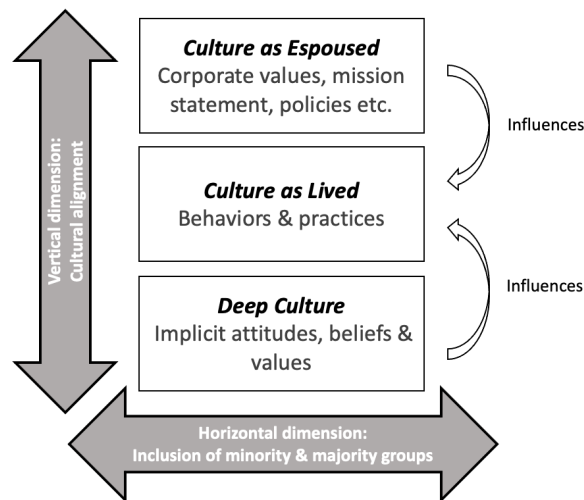 Culture as Espoused
Corporate values, mission
statement, policies etc.
Influences
Culture as Lived
Behaviors & practices
Influences
Deep Culture
Implicit attitudes, beliefs &
values
Vertical dimension:
Cultural alignment
Horizontal dimension:
Inclusion of minority & majority groups